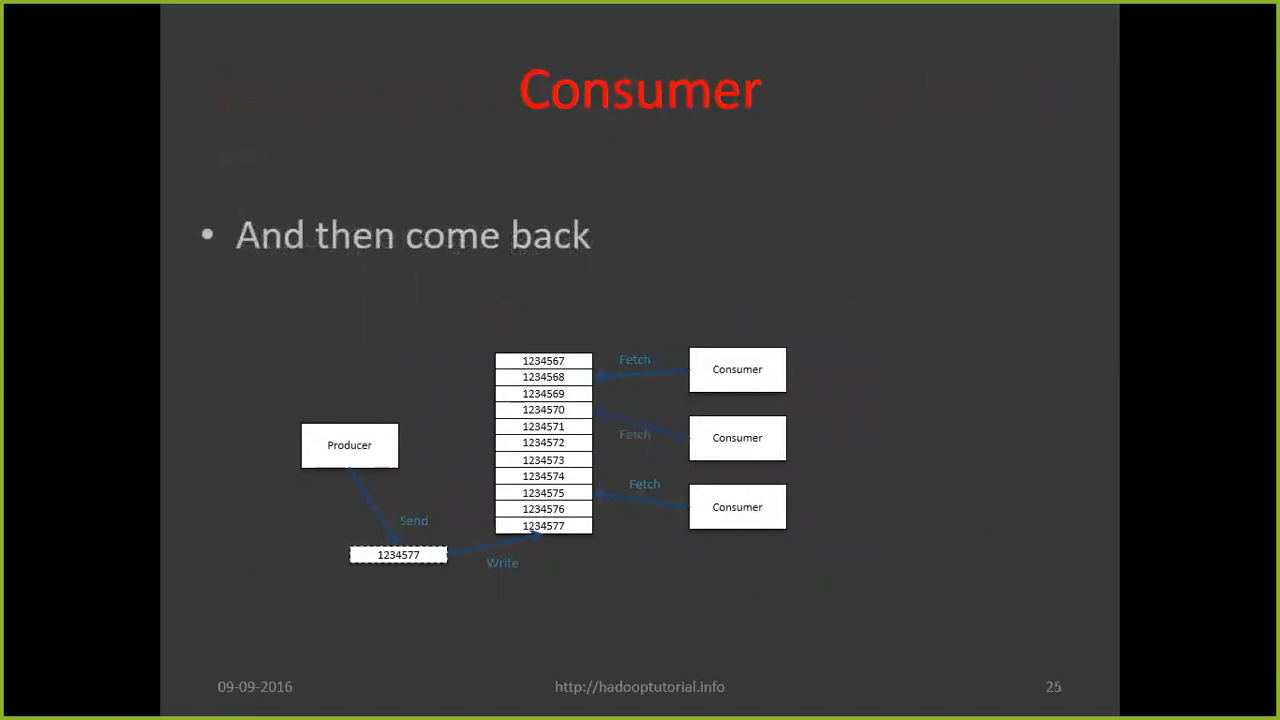 Consumer
• And then come back
1234567
1234568
1234569
1234570
1234571
1234572
1234573
1234574
1234575
1234576
1234577
Fetch
Consumer
Fetch
Consumer
Fetch
Consumer
Producer
Send
1234577
Write
09-09-2016
http://hadooptutorial.info
25